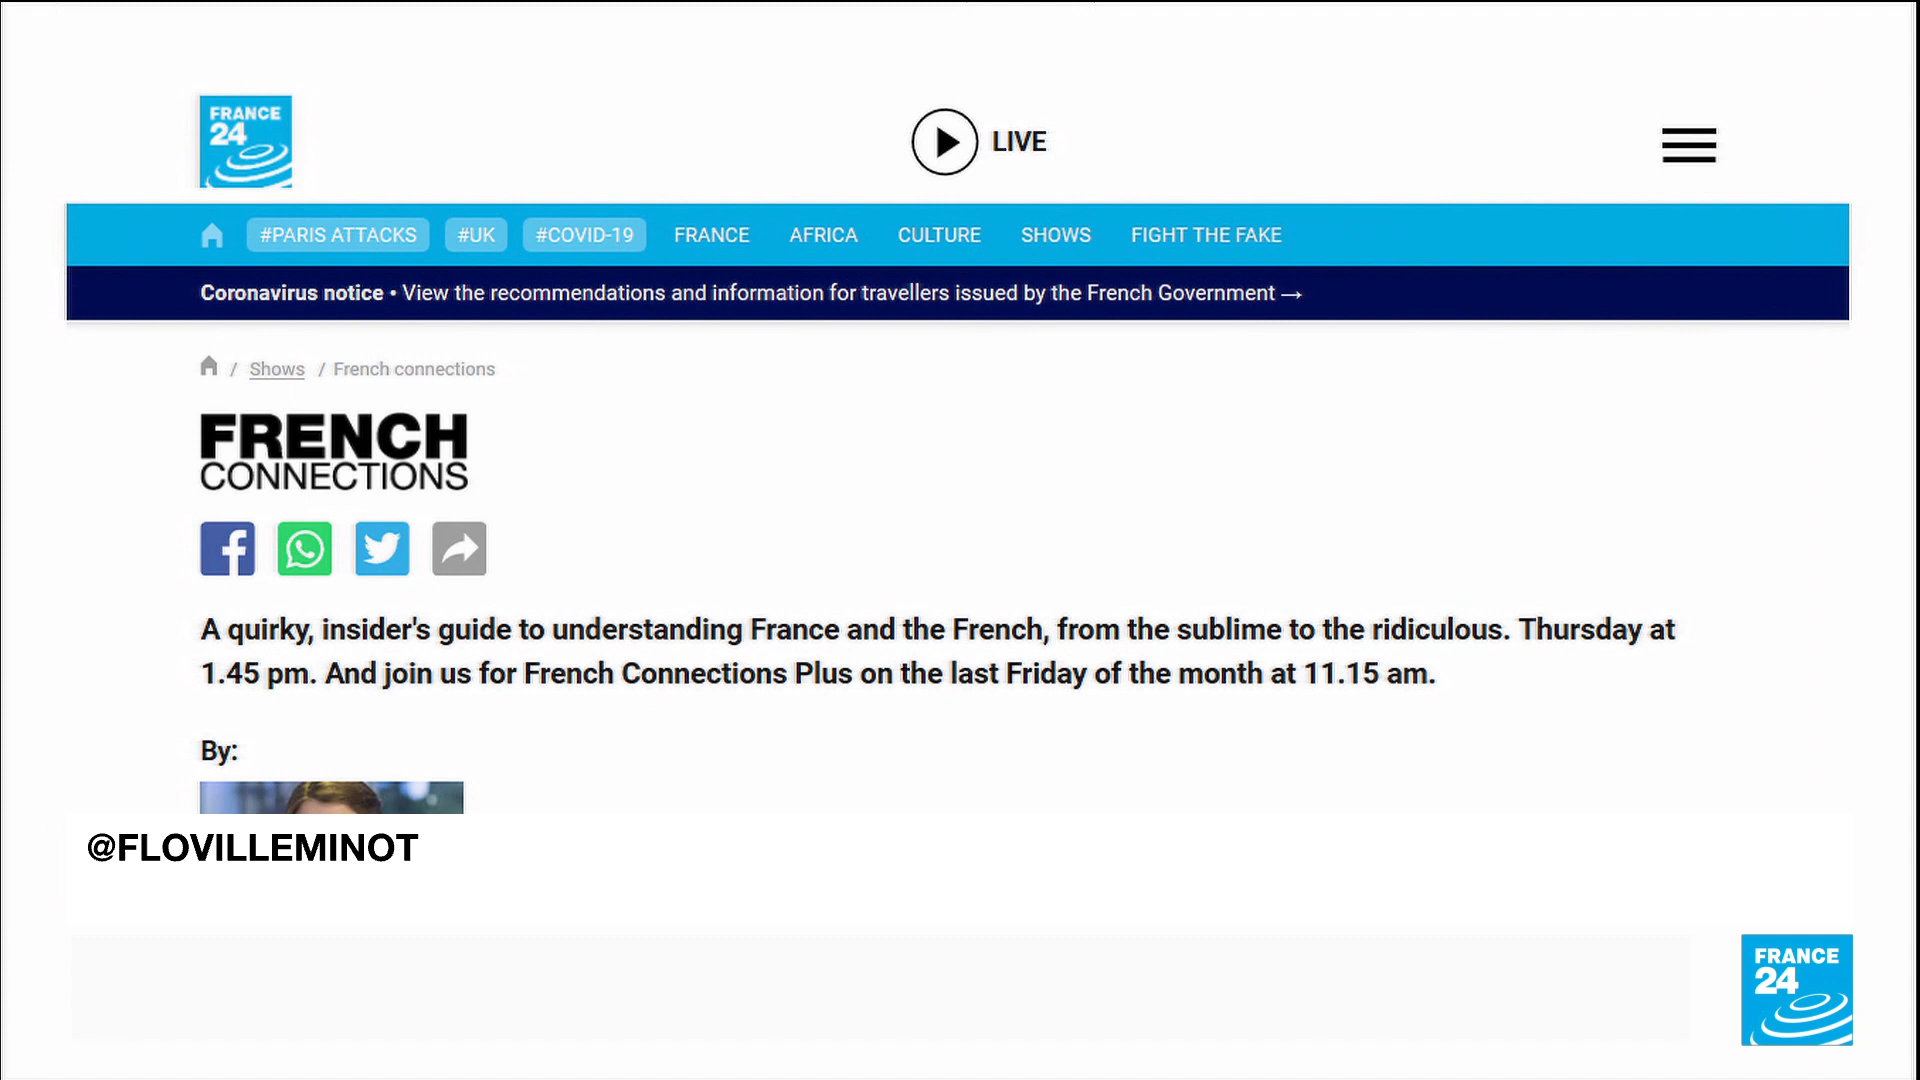 FRANCE
24
LIVE
#PARIS ATTACKS #UK #COVID-19 FRANCE AFRICA CULTURE SHOWS FIGHT THE FAKE
Coronavirus notice • View the recommendations and information for travellers issued by the French Government →
/ Shows / French connections
FRENCH
CONNECTIONS
A quirky, insider's guide to understanding France and the French, from the sublime to the ridiculous. Thursday at
1.45 pm. And join us for French Connections Plus on the last Friday of the month at 11.15 am.
By:
@FLOVILLEMINOT
FRANCE
24